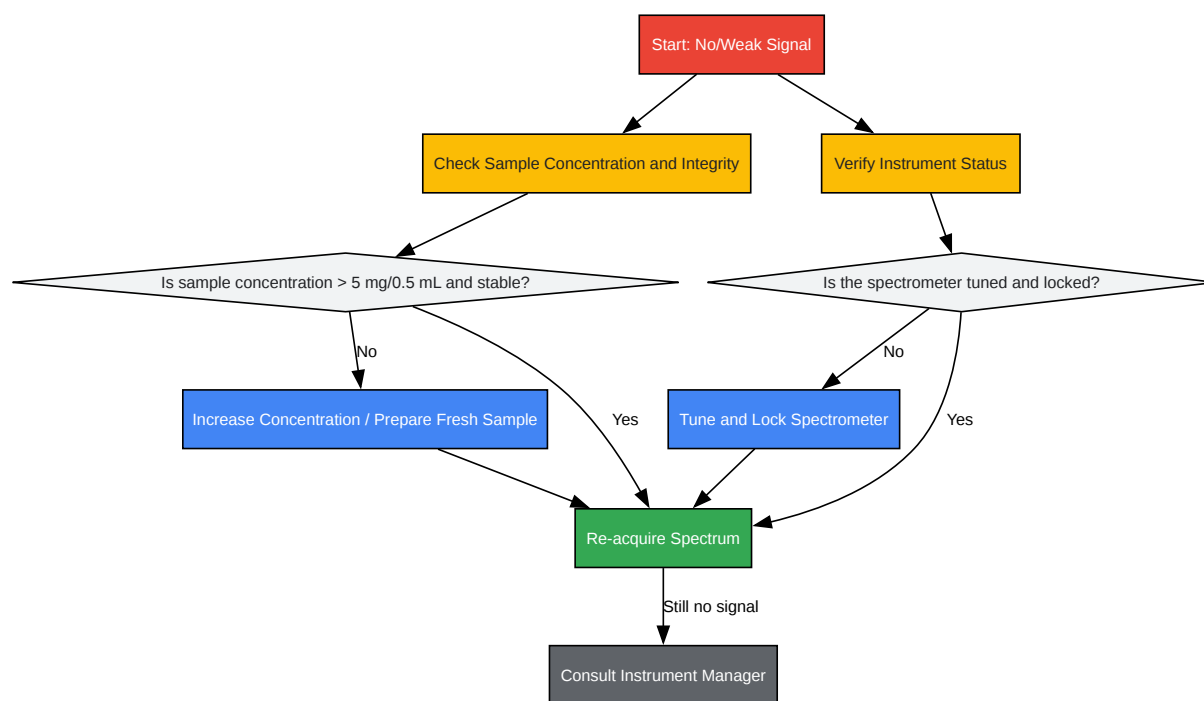 Start: No/Weak Signal
Check Sample Concentration and Integrity
Verify Instrument Status
Is sample concentration > 5 mg/0.5 mL and stable?
Is the spectrometer tuned and locked?
No
No
Increase Concentration / Prepare Fresh Sample
Yes
Tune and Lock Spectrometer
Yes
Re-acquire Spectrum
Still no signal
Consult Instrument Manager